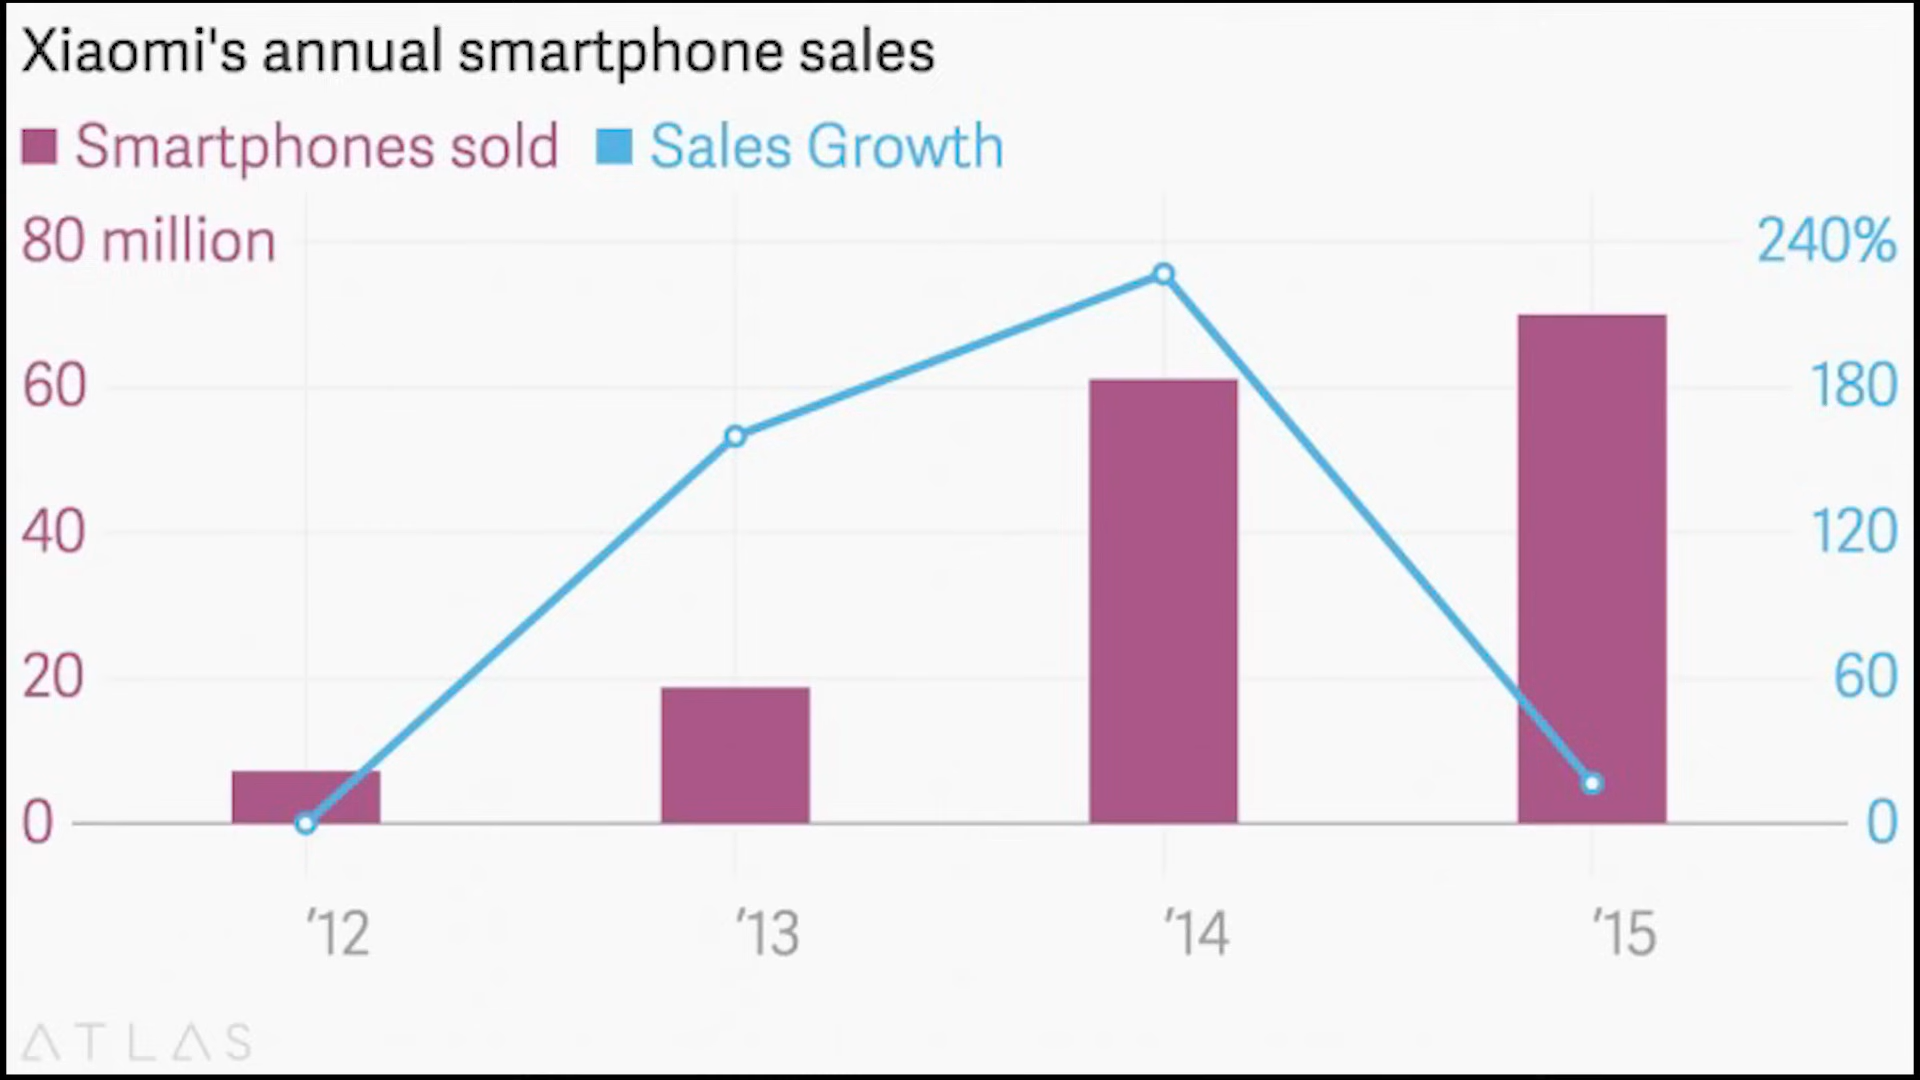 Xiaomi's annual smartphone sales
Smartphones sold Sales Growth
80 million 240%
60 180
40 120
20 60
0 0
'12 '13 '14 '15
ATLAS